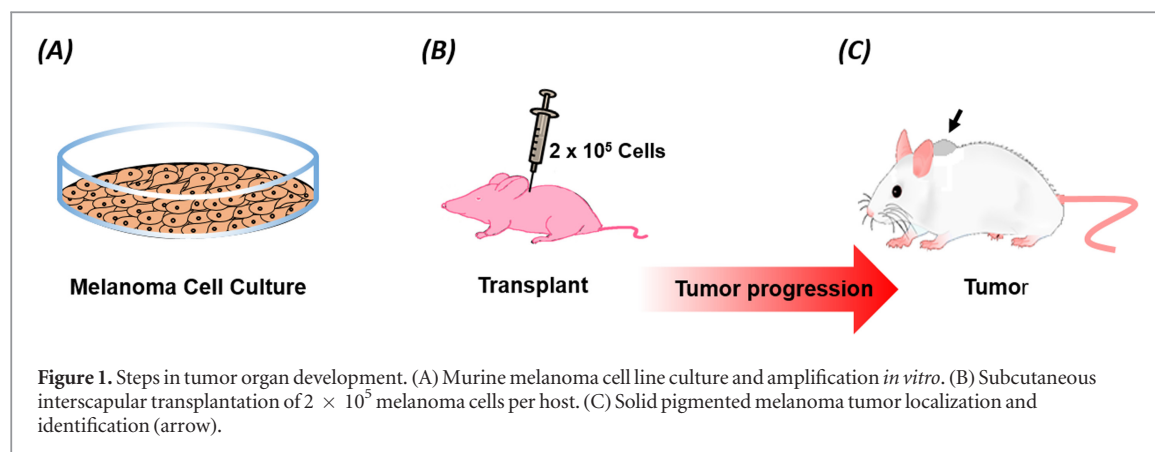 (A)
(B)
(C)
2 x 10⁵ Cells
Melanoma Cell Culture
Transplant
Tumor progression
Tumor
Figure 1. Steps in tumor organ development. (A) Murine melanoma cell line culture and amplification in vitro. (B) Subcutaneous
interscapular transplantation of 2 × 10⁵ melanoma cells per host. (C) Solid pigmented melanoma tumor localization and
identification (arrow).